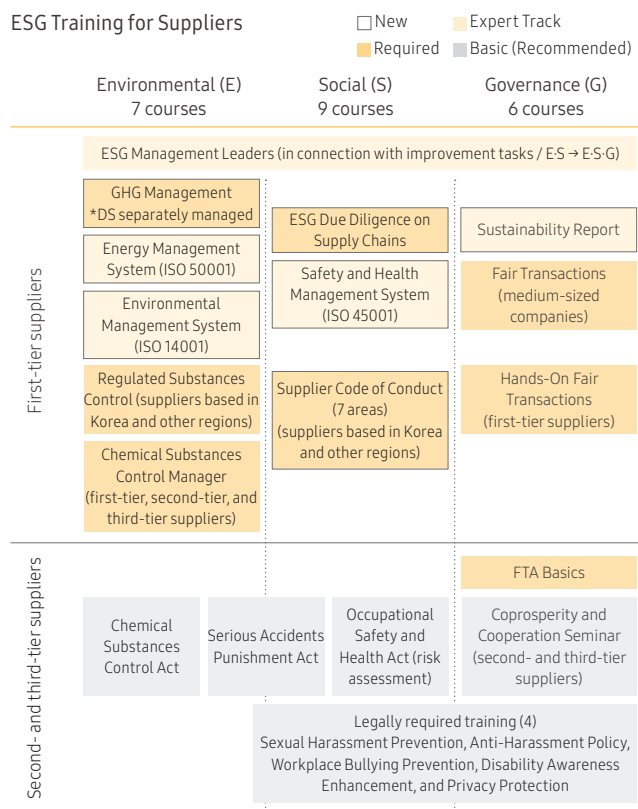 ESG Training for Suppliers
New
Expert Track
Required
Basic (Recommended)
Environmental (E)
7 courses
Social (S)
9 courses
Governance (G)
6 courses
First-tier suppliers
ESG Management Leaders (in connection with improvement tasks / E·S → E·S·G)
GHG Management
*DS separately managed
Energy Management
System (ISO 50001)
Environmental
Management System
(ISO 14001)
Regulated Substances
Control (suppliers based in
Korea and other regions)
Chemical Substances
Control Manager
(first-tier, second-tier, and
third-tier suppliers)
ESG Due Diligence on
Supply Chains
Safety and Health
Management System
(ISO 45001)
Supplier Code of Conduct
(7 areas)
(suppliers based in Korea
and other regions)
Sustainability Report
Fair Transactions
(medium-sized
companies)
Hands-On Fair
Transactions
(first-tier suppliers)
Second- and third-tier suppliers
FTA Basics
Chemical
Substances
Control Act
Serious Accidents
Punishment Act
Occupational
Safety and
Health Act (risk
assessment)
Coprosperity and
Cooperation Seminar
(second- and third-tier
suppliers)
Legally required training (4)
Sexual Harassment Prevention, Anti-Harassment Policy,
Workplace Bullying Prevention, Disability Awareness
Enhancement, and Privacy Protection